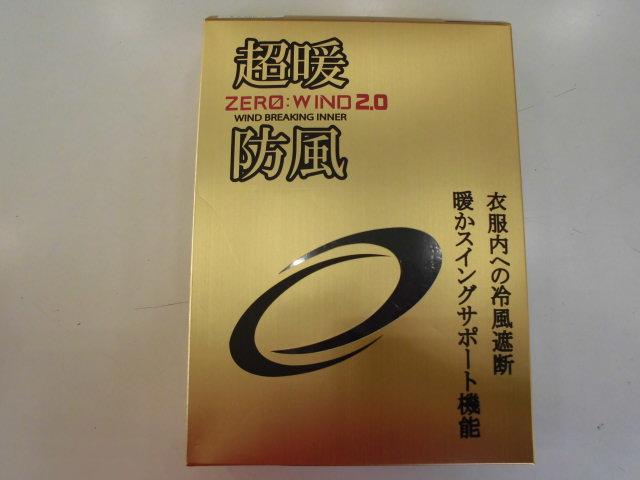 超暖
ZERO:WIND 2.0
WIND BREAKING INNER
防風
衣服内への冷風遮断
暖かスイングサポート機能